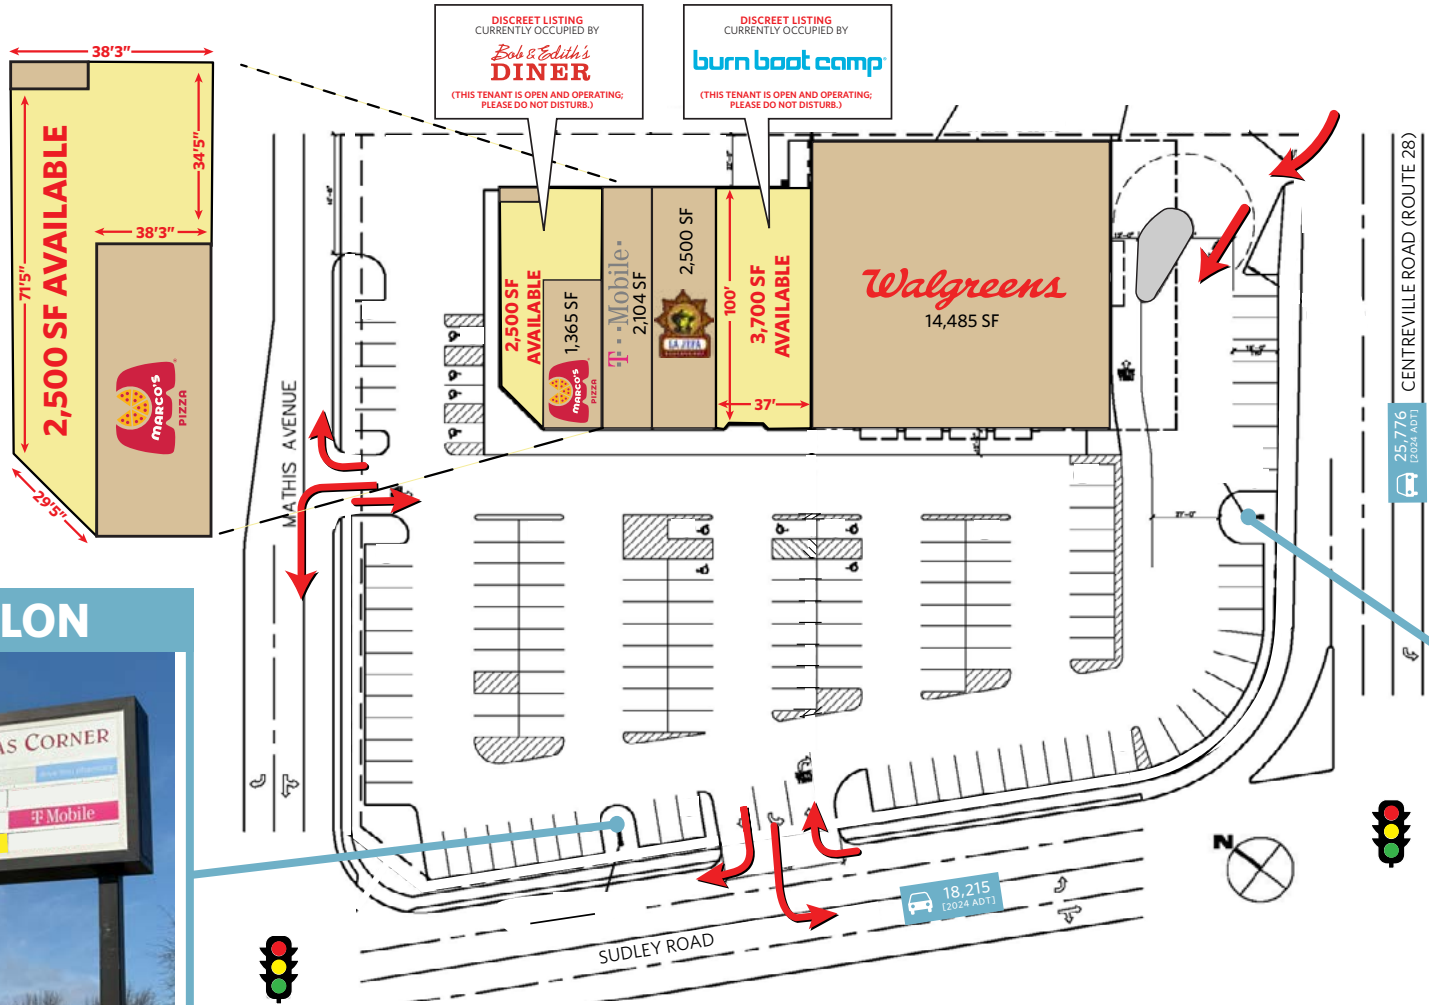 38'3"
34'5"
2,500 SF AVAILABLE
71'5"
38'3"
MARCO'S
PIZZA
29'5"
DISCREET LISTING
CURRENTLY OCCUPIED BY
Bob & Edith's
DINER
(THIS TENANT IS OPEN AND OPERATING;
PLEASE DO NOT DISTURB.)
DISCREET LISTING
CURRENTLY OCCUPIED BY
burn boot camp
(THIS TENANT IS OPEN AND OPERATING;
PLEASE DO NOT DISTURB.)
2,500 SF
AVAILABLE
1,365 SF
MARCO'S
PIZZA
T Mobile
2,104 SF
2,500 SF
LA JEFA
100'
3,700 SF
AVAILABLE
37'
Walgreens
14,485 SF
CENTREVILLE ROAD (ROUTE 28)
25,776
[2024 ADT]
MATHIS AVENUE
LON
AS CORNER
drive thru pharmacy
T Mobile
18,215
[2024 ADT]
SUDLEY ROAD
N